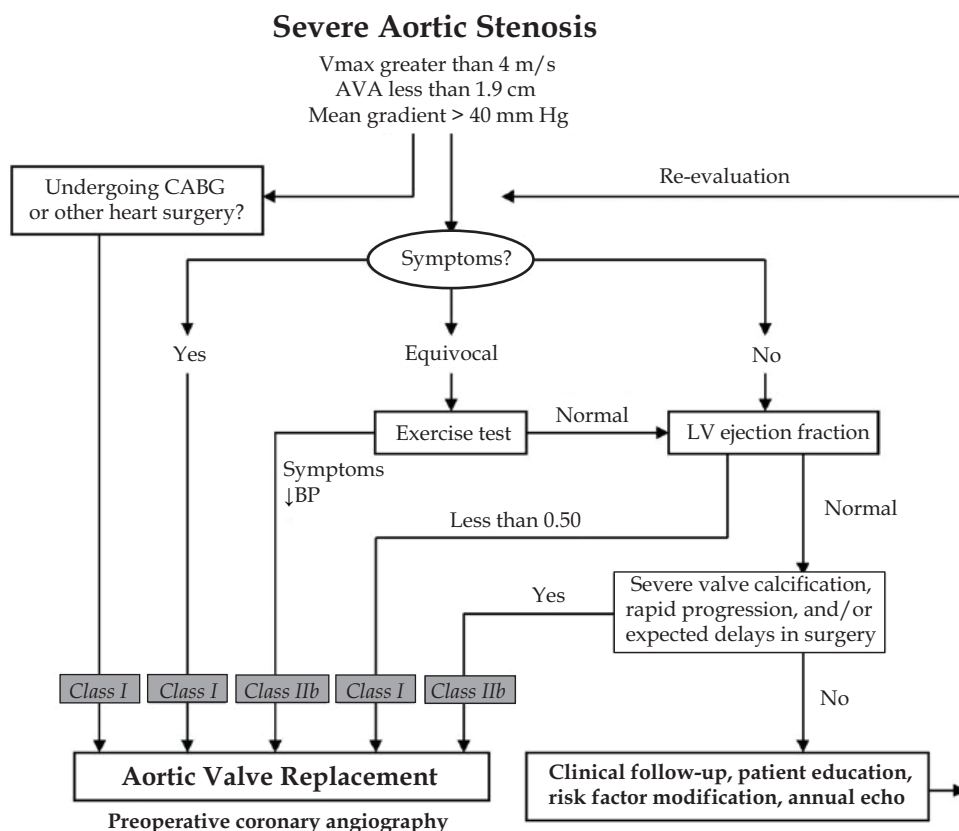 Severe Aortic Stenosis
Vmax greater than 4 m/s
AVA less than 1.9 cm
Mean gradient > 40 mm Hg
Undergoing CABG
or other heart surgery?
Re-evaluation
Symptoms?
Yes
Equivocal
No
Exercise test
Normal
LV ejection fraction
Symptoms
↓BP
Less than 0.50
Normal
Severe valve calcification,
rapid progression, and/or
expected delays in surgery
Yes
No
Class I
Class I
Class IIb
Class I
Class IIb
Aortic Valve Replacement
Preoperative coronary angiography
Clinical follow-up, patient education,
risk factor modification, annual echo